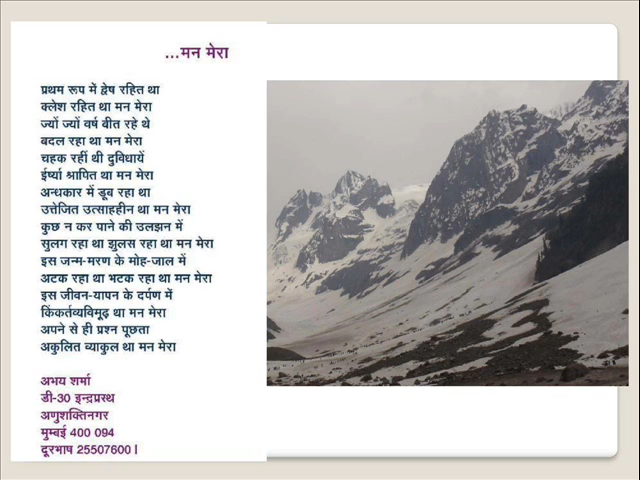 ...मन मेरा
प्रथम रूप में द्वेष रहित था
क्लेश रहित था मन मेरा
ज्यों ज्यों वर्ष बीत रहे थे
बदल रहा था मन मेरा
चहक रहीं थी दुविधायें
ईर्ष्या श्रापित था मन मेरा
अन्धकार में डूब रहा था
उत्तेजित उत्साहहीन था मन मेरा
कुछ न कर पाने की उलझन में
सुलग रहा था झुलस रहा था मन मेरा
इस जन्म-मरण के मोह-जाल में
अटक रहा था भटक रहा था मन मेरा
इस जीवन-यापन के दर्पण में
किंकर्तव्यविमूढ़ था मन मेरा
अपने से ही प्रश्न पूछता
अकुलित व्याकुल था मन मेरा
अभय शर्मा
डी-30 इन्द्रप्रस्थ
अणुशक्तिनगर
मुम्बई 400 094
दूरभाष 25507600 |